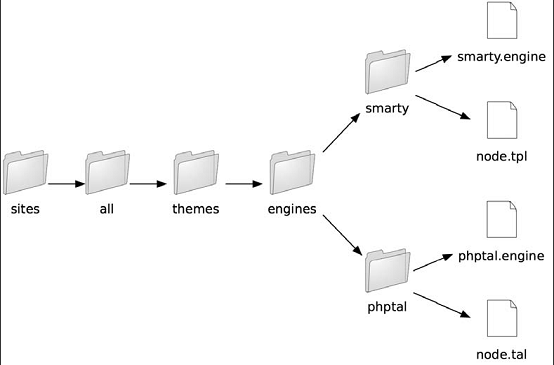 smarty.engine
smarty
node.tpl
sites
all
themes
engines
phptal.engine
phptal
node.tal